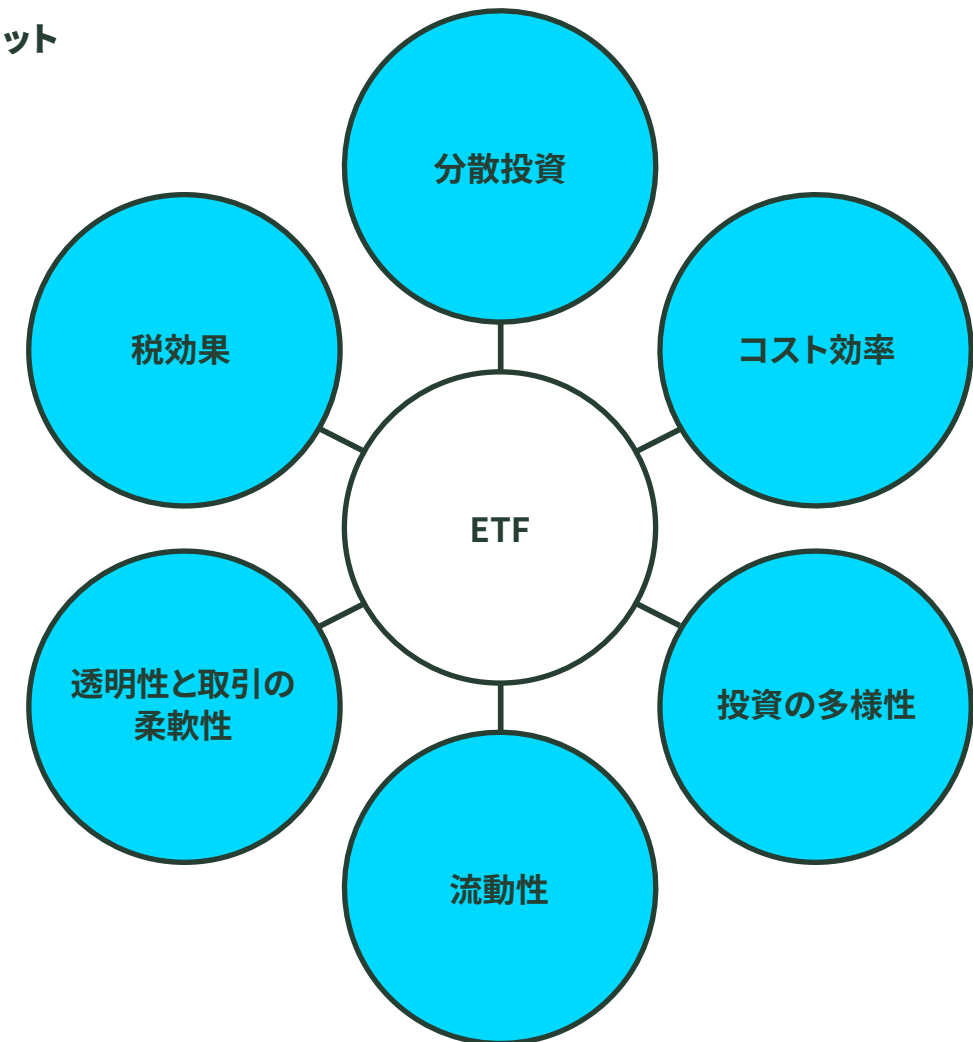 ット
分散投資
税効果
コスト効率
ETF
透明性と取引の
柔軟性
投資の多様性
流動性